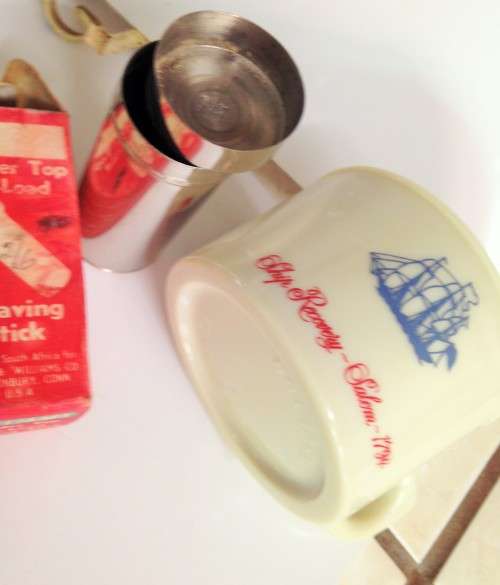 er Top
-Load
aving
tick
South Africa for
WILLIAMS CO
NBURY, CONN
U.S.A
Ship Recovery - Salem - 1794